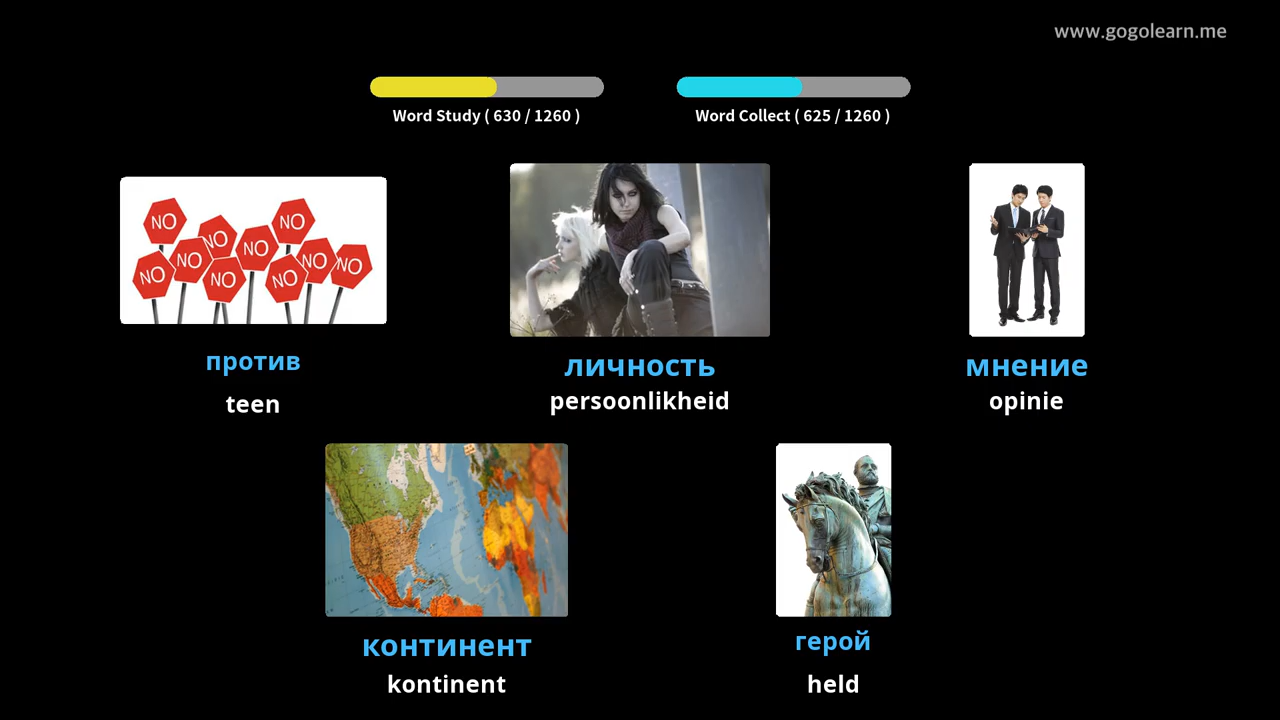 www.gogolearn.me
Word Study ( 630 / 1260 )
Word Collect ( 625 / 1260 )
NO
NO
NO
NO
NO
NO
NO
NO
NO
NO
против
teen
личность
persoonlikheid
мнение
opinie
континент
kontinent
герой
held